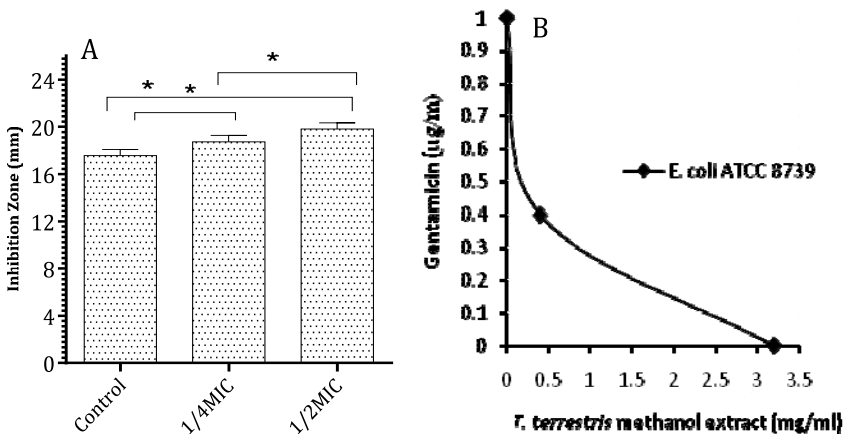 A
Inhibition Zone (mm)
24
20
16
12
8
4
0
* *
*
Control
1/4MIC
1/2MIC
B
Gentamicin (µg/m)
1
0.9
0.8
0.7
0.6
0.5
0.4
0.3
0.2
0.1
0
E. coli ATCC 8739
0 0.5 1 1.5 2 2.5 3 3.5
T. terrestris methanol extract (mg/ml)